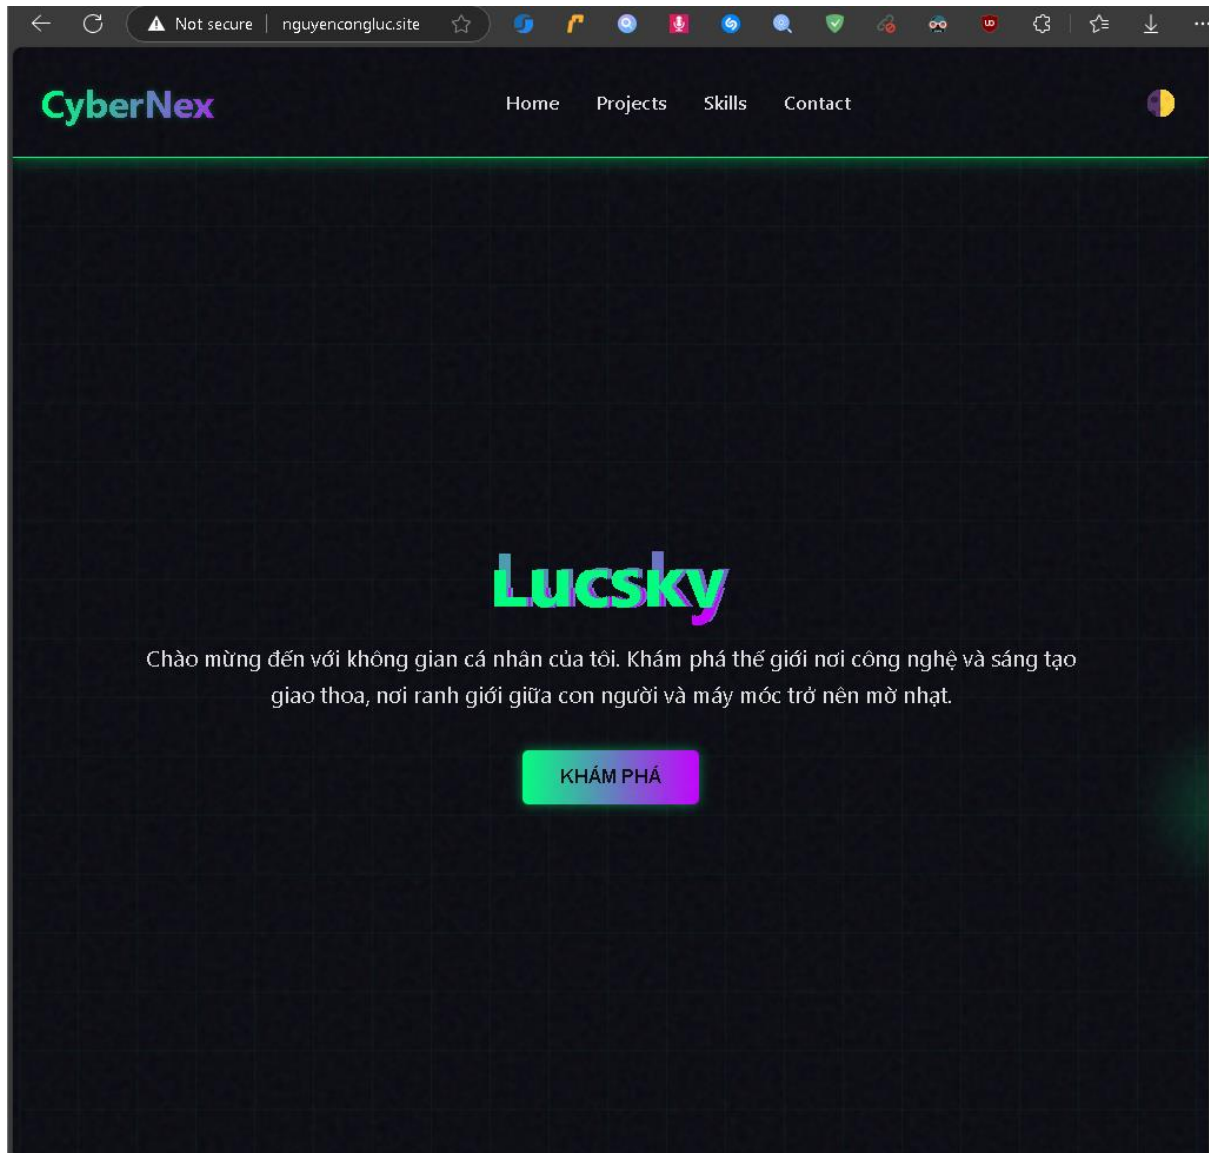 Not secure
nguyencongluc.site
CyberNex
Home Projects Skills Contact
Lucsky
Chào mừng đến với không gian cá nhân của tôi. Khám phá thế giới nơi công nghệ và sáng tạo
giao thoa, nơi ranh giới giữa con người và máy móc trở nên mờ nhạt.
KHÁM PHÁ